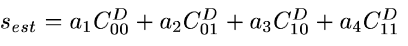 $s_{est} = a_1 C_{00}^{D} + a_2 C_{01}^{D} + a_3 C_{10}^{D} + a_4 C_{11}^{D}$